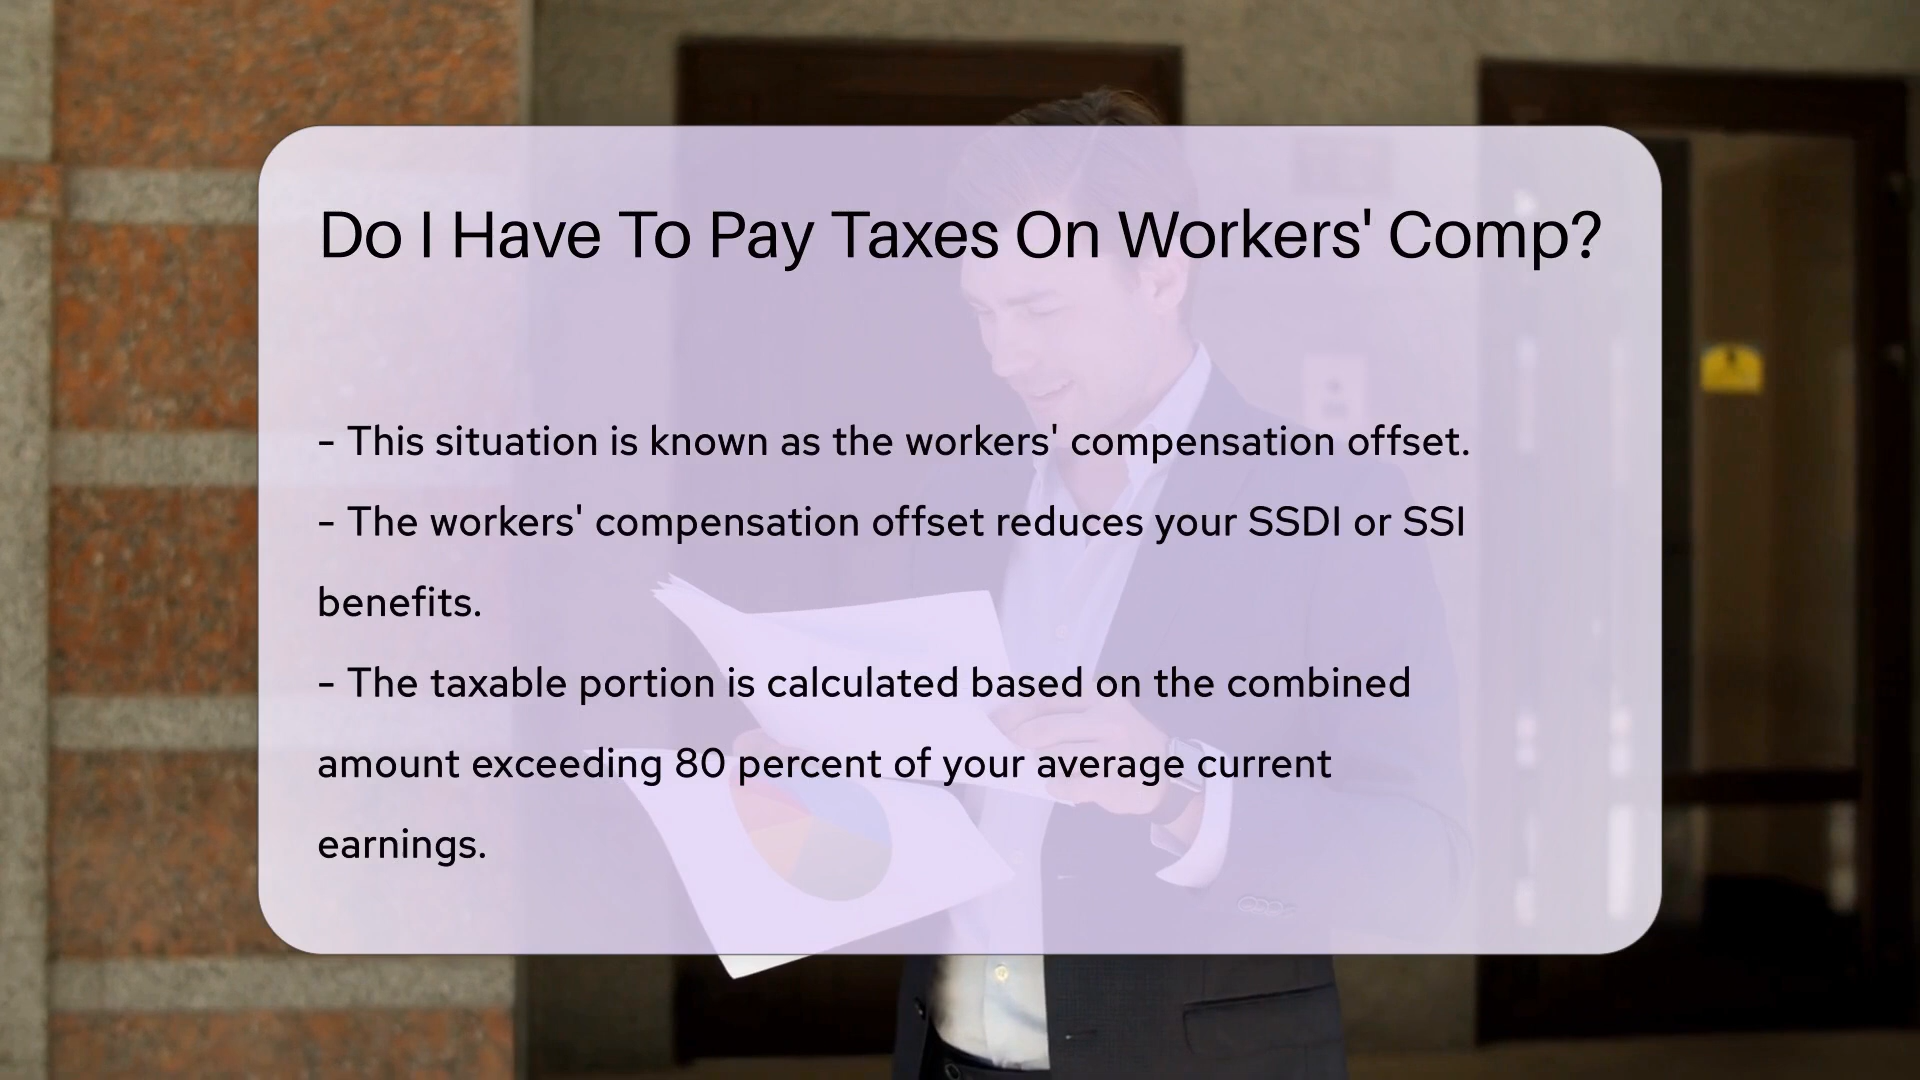 Do I Have To Pay Taxes On Workers' Comp?
- This situation is known as the workers' compensation offset.
- The workers' compensation offset reduces your SSDI or SSI
benefits.
- The taxable portion is calculated based on the combined
amount exceeding 80 percent of your average current
earnings.